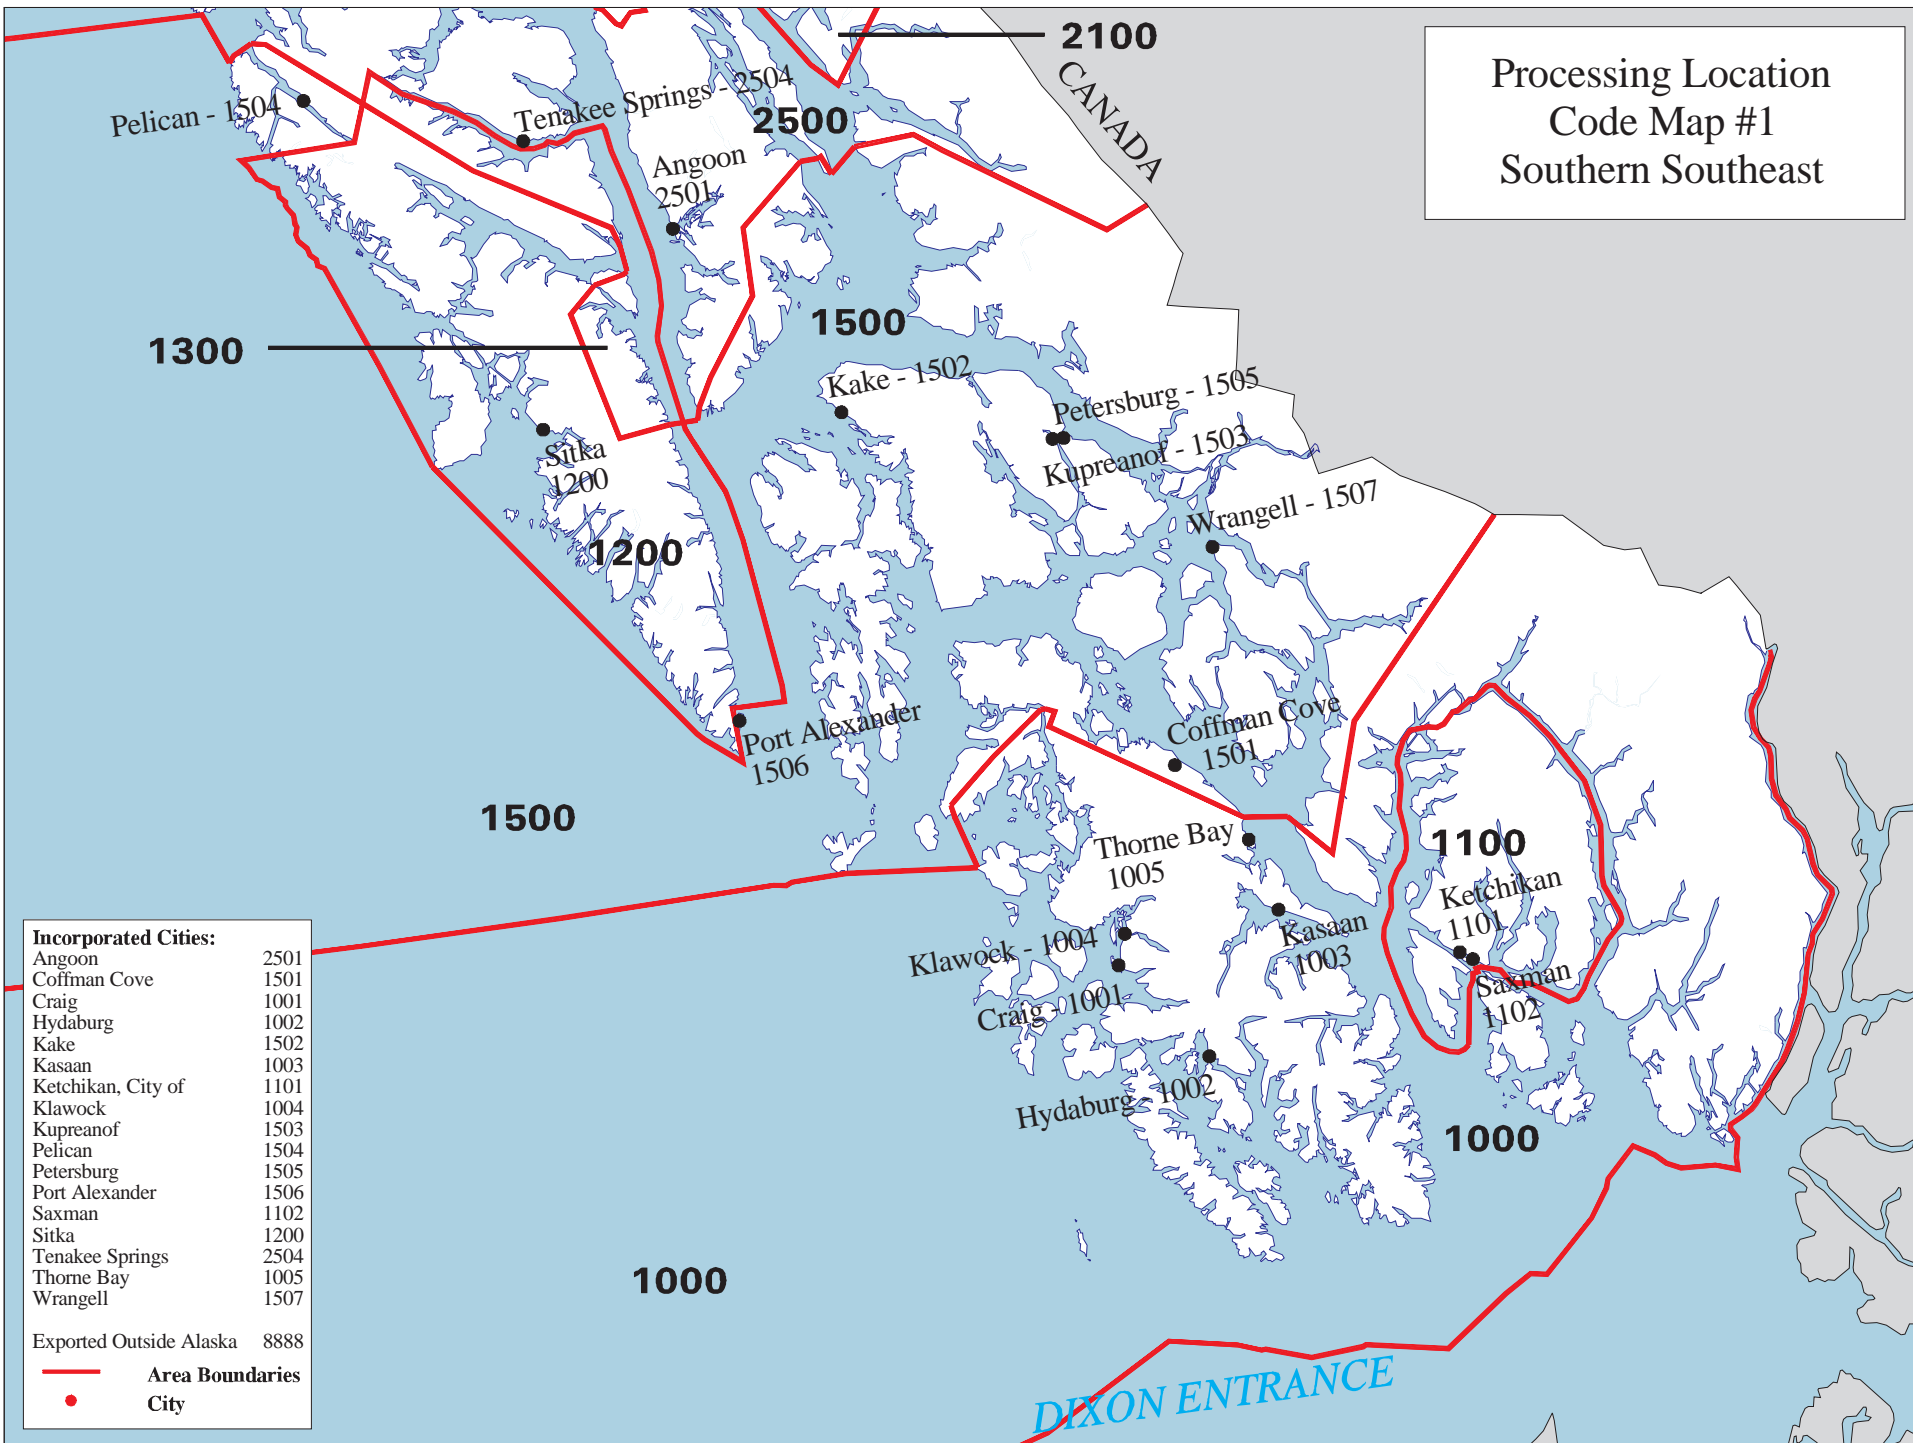 2100
Processing Location
Code Map #1
Southern Southeast
CANADA
Pelican - 1504
Tenakee Springs - 2504
2500
Angoon
2501
1500
1300
Kake - 1502
Petersburg - 1505
Kupreanof - 1503
Sitka
1200
Wrangell - 1507
1200
Port Alexander
1506
Coffman Cove
1501
1500
Thorne Bay
1005
1100
Ketchikan
1101
Klawock - 1004
Kasaan
1003
Saxman
1102
Craig - 1001
Hydaburg - 1002
1000
1000
DIXON ENTRANCE
Incorporated Cities:
Angoon 2501
Coffman Cove 1501
Craig 1001
Hydaburg 1002
Kake 1502
Kasaan 1003
Ketchikan, City of 1101
Klawock 1004
Kupreanof 1503
Pelican 1504
Petersburg 1505
Port Alexander 1506
Saxman 1102
Sitka 1200
Tenakee Springs 2504
Thorne Bay 1005
Wrangell 1507
Exported Outside Alaska 8888
Area Boundaries
City